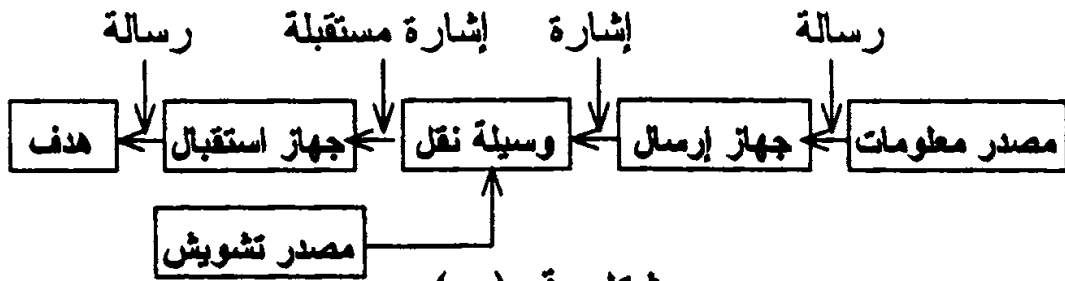 رسالة إشارة إشارة مستقبلة رسالة
مصدر معلومات جهاز إرسال وسيلة نقل جهاز استقبال هدف
مصدر تشويش